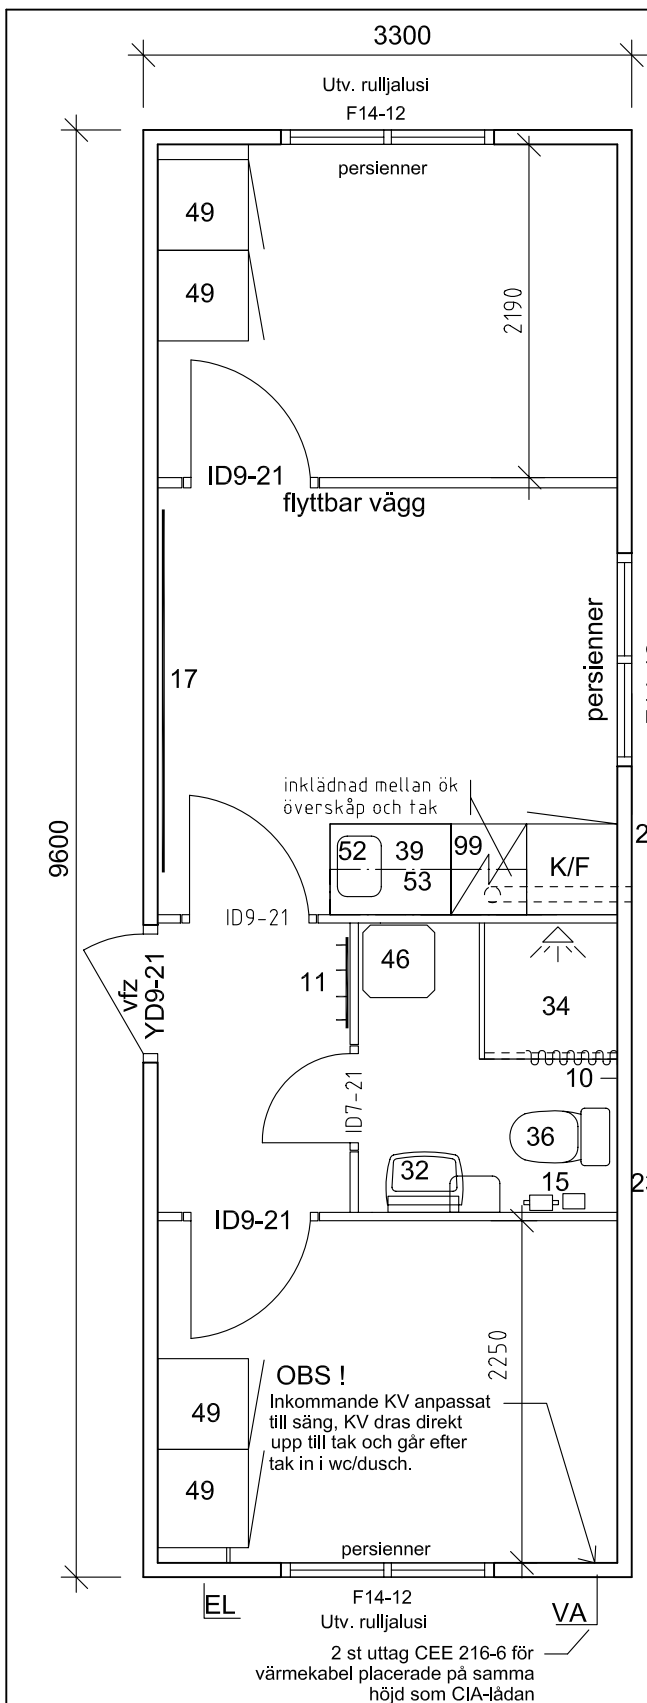 3300
Utv. rulljalusi
F14-12
persienner
49
49
2190
ID9-21
flyttbar vägg
persienner
17
inklädnad mellan ök
överskåp och tak
9600
52
39
99
53
K/F
2
ID9-21
vfz
YD9-21
11
46
34
10
ID7-21
36
32
15
23
ID9-21
2250
OBS !
Inkommande KV anpassat
till säng, KV dras direkt
upp till tak och går efter
tak in i wc/dusch.
49
49
persienner
F14-12
Utv. rulljalusi
EL
VA
2 st uttag CEE 216-6 för
värmekabel placerade på samma
höjd som CIA-lådan